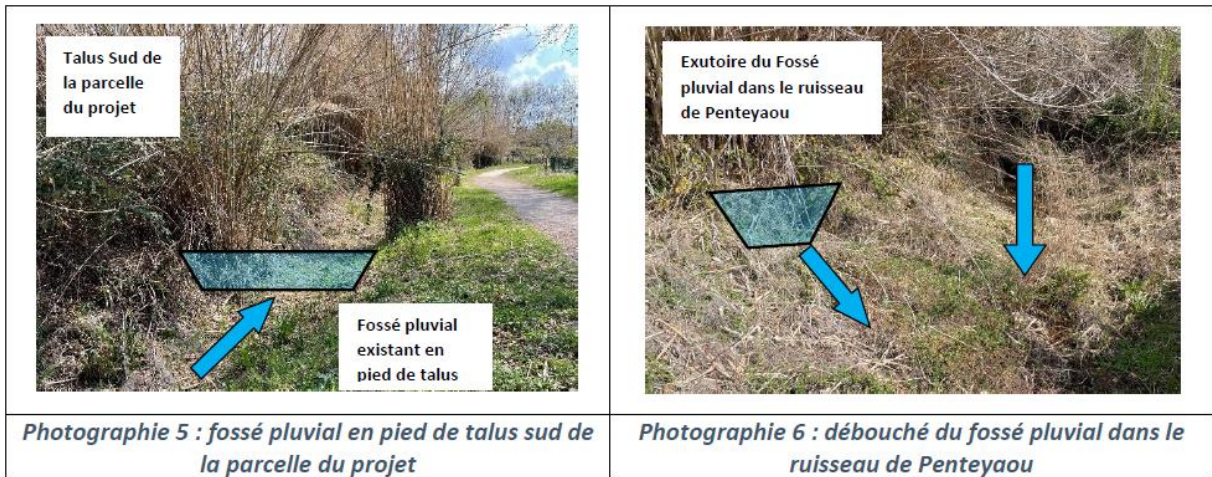 Talus Sud de
la parcelle
du projet
Fossé pluvial
existant en
pied de talus
Exutoire du Fossé
pluvial dans le ruisseau
de Penteyaou
Photographie 5 : fossé pluvial en pied de talus sud de
la parcelle du projet
Photographie 6 : débouché du fossé pluvial dans le
ruisseau de Penteyaou